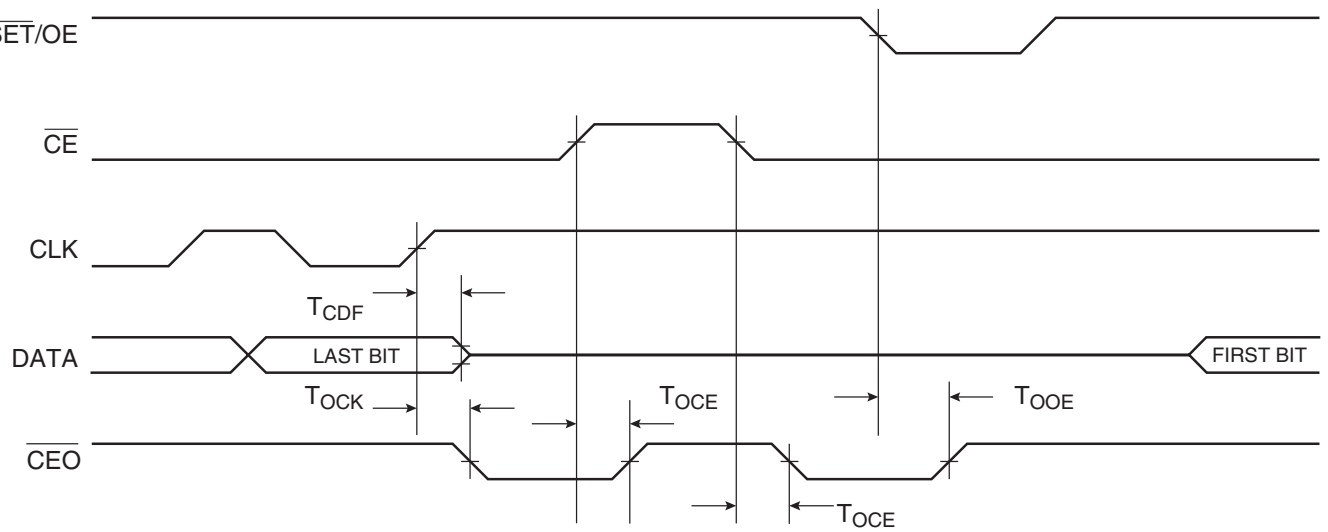 SET/OE
CE
CLK
T_CDF
DATA
LAST BIT
FIRST BIT
T_OCK
T_OCE
T_OOE
CEO
T_OCE